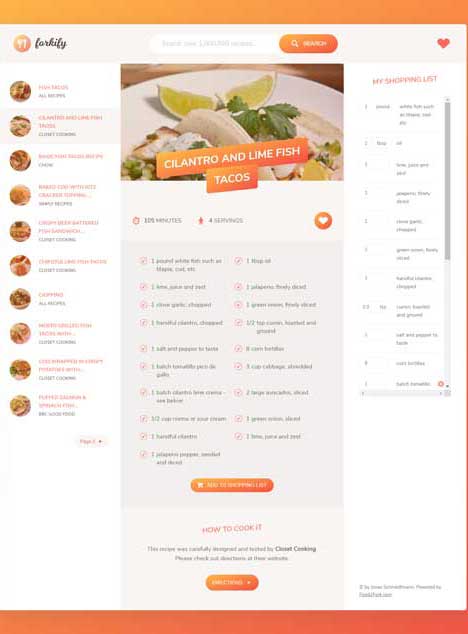 forkify
Search over 1,000,000 recipes...
SEARCH
FISH TACOS
ALL RECIPES
CILANTRO AND LIME FISH
TACOS
CLOSET COOKING
BASIC FISH TACOS RECIPE
CHOW
BAKED COD WITH RITZ
CRACKER TOPPING...
SIMPLY RECIPES
CRISPY BEER BATTERED
FISH SANDWICH...
CLOSET COOKING
CHIPOTLE LIME FISH TACOS
CLOSET COOKING
CIOPPINO
ALL RECIPES
MOJITO GRILLED FISH
TACOS WITH...
CLOSET COOKING
COD WRAPPED IN CRISPY
POTATOES WITH...
CLOSET COOKING
PUFFED SALMON &
SPINACH FISH...
BBC GOOD FOOD
Page 2
CILANTRO AND LIME FISH
TACOS
105 MINUTES
4 SERVINGS
1 pound white fish such as
tilapia, cod, etc
1 tbsp oil
1 lime, juice and zest
1 jalapeno, finely diced
1 clove garlic, chopped
1 green onion, finely sliced
1 handful cilantro, chopped
1/2 tsp cumin, toasted and
ground
1 salt and pepper to taste
8 corn tortillas
1 batch tomatillo pico de
gallo
3 cup cabbage, shredded
1 batch cilantro lime crema -
see below
2 large avocados, sliced
1/2 cup crema or sour cream
1 green onion, sliced
1 handful cilantro
1 lime, juice and zest
1 jalapeno pepper, seeded
and diced
ADD TO SHOPPING LIST
HOW TO COOK IT
This recipe was carefully designed and tested by Closet Cooking.
Please check out directions at their website.
DIRECTIONS
MY SHOPPING LIST
1 pound white fish such
as tilapia, cod,
etc
1 tbsp oil
1 lime, juice and
zest
1 jalapeno, finely
diced
1 clove garlic,
chopped
1 green onion, finely
sliced
1 handful cilantro,
chopped
0.5 tsp cumin, toasted
and ground
1 salt and pepper to
taste
8 corn tortillas
1 batch tomatillo
© by Jonas Schmedtmann. Powered by
Food2Fork.com